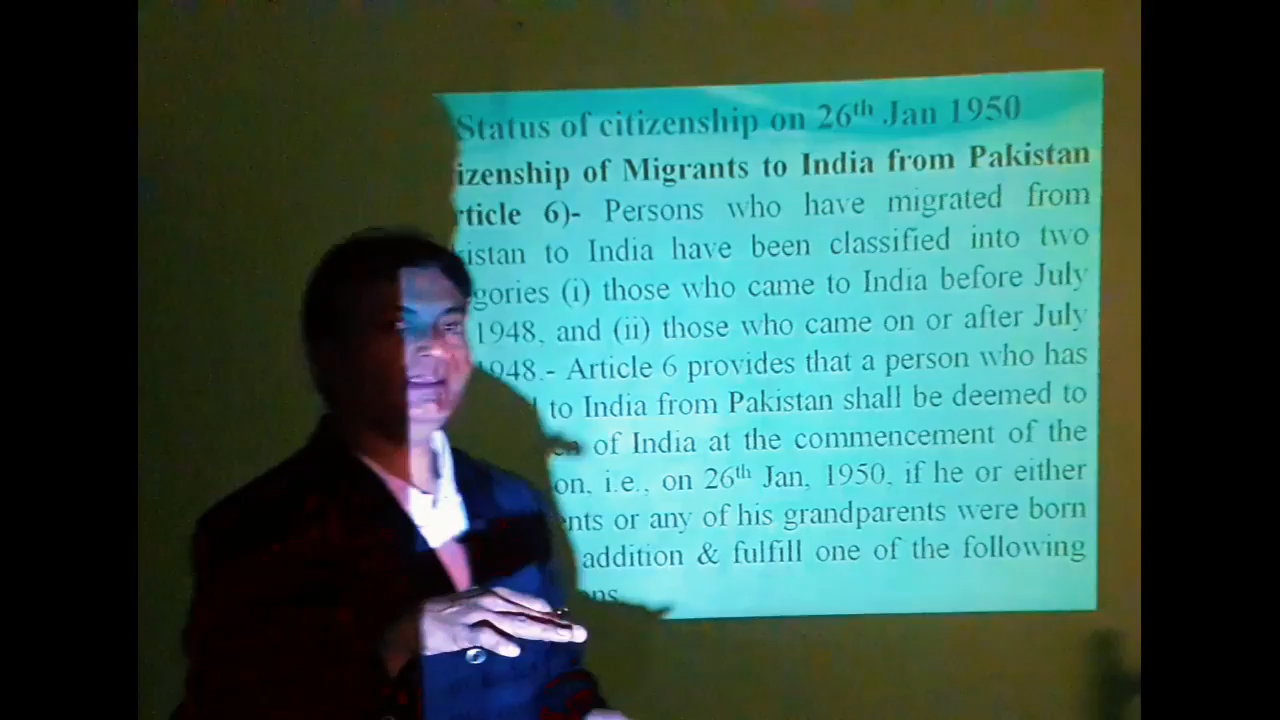 Status of citizenship on 26th Jan 1950
izenship of Migrants to India from Pakistan
rticle 6)- Persons who have migrated from
istan to India have been classified into two
gories (i) those who came to India before July
1948, and (ii) those who came on or after July
948.- Article 6 provides that a person who has
to India from Pakistan shall be deemed to
of India at the commencement of the
on, i.e., on 26th Jan, 1950, if he or either
nts or any of his grandparents were born
addition & fulfill one of the following
ns.